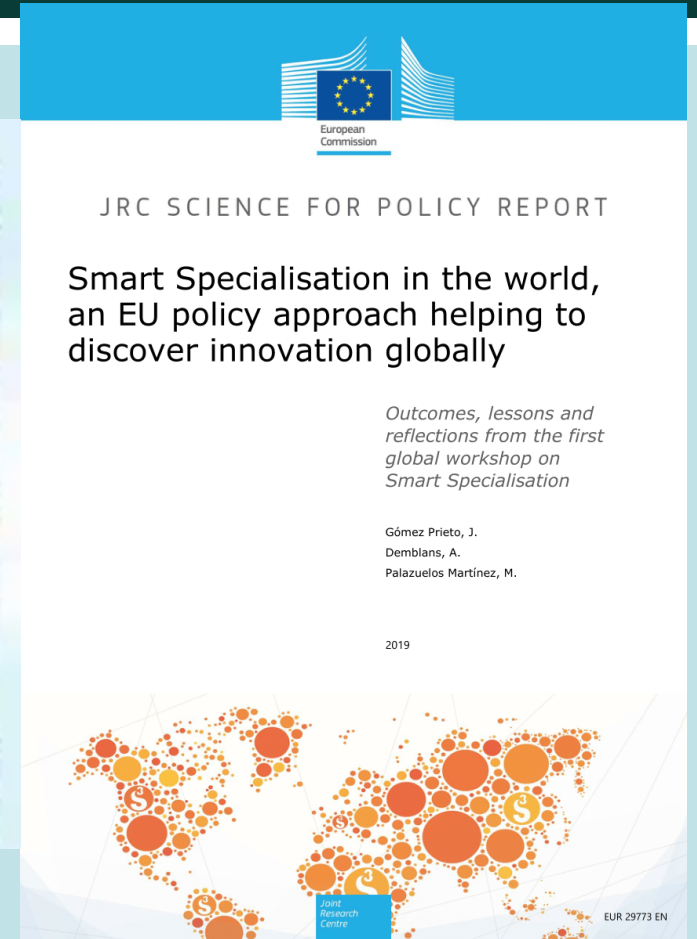 European
Commission
JRC SCIENCE FOR POLICY REPORT
Smart Specialisation in the world,
an EU policy approach helping to
discover innovation globally
Outcomes, lessons and
reflections from the first
global workshop on
Smart Specialisation
Gómez Prieto, J.
Demblans, A.
Palazuelos Martínez, M.
2019
Joint
Research
Centre
EUR 29773 EN